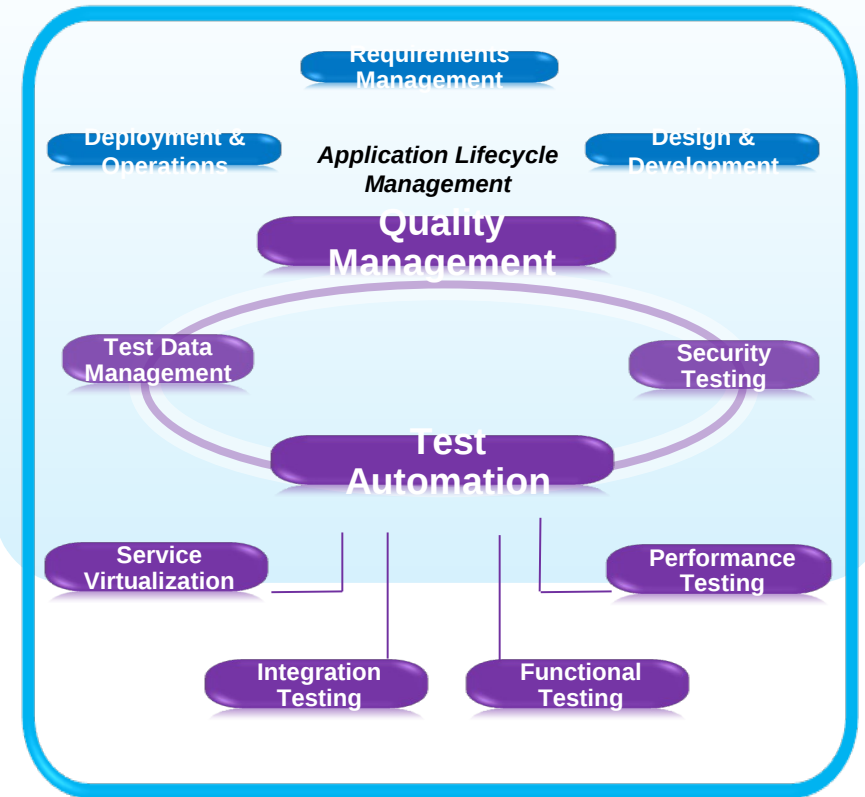 Requirements
Management
Deployment &
Operations
Application Lifecycle
Management
Design &
Development
Quality
Management
Test Data
Management
Security
Testing
Test
Automation
Service
Virtualization
Performance
Testing
Integration
Testing
Functional
Testing